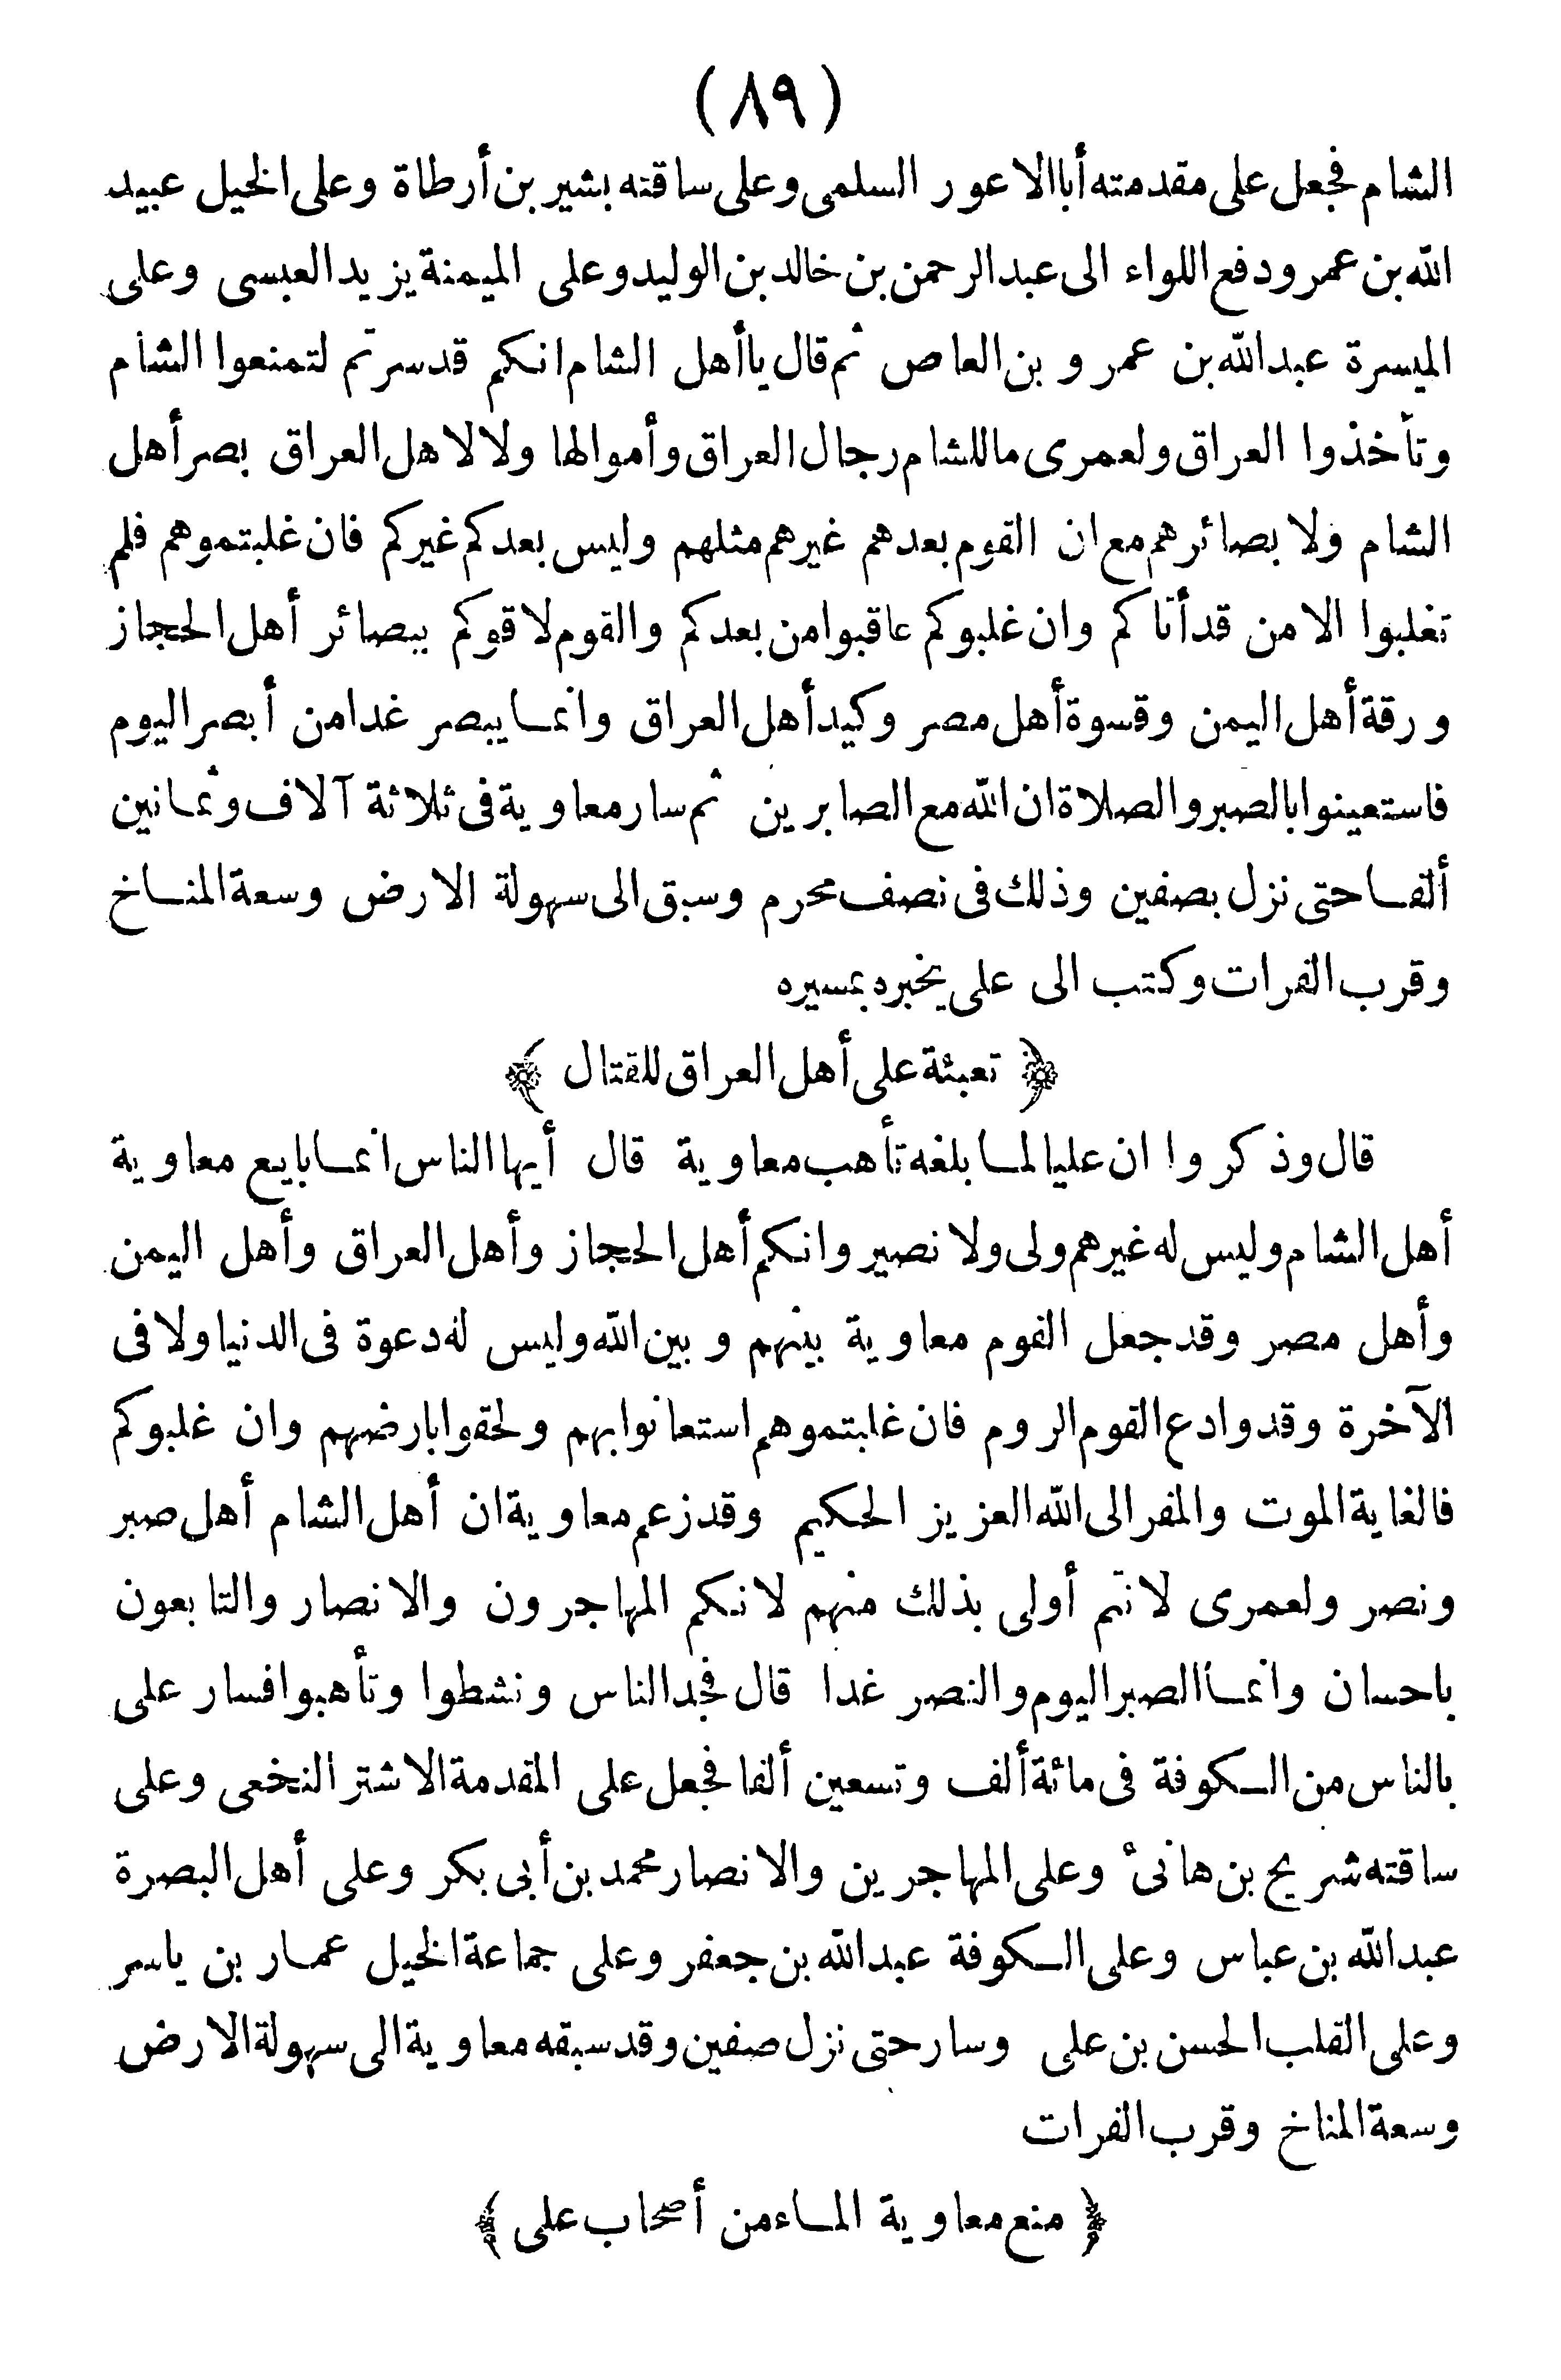 (٨٩)
الشام فجعل على مقدمته أبا الاعور السلمى وعلى ساقته بشير بن أرطاة وعلى الخيل عبيد
الله بن عمر ودفع اللواء الى عبد الرحمن بن خالد بن الوليد وعلى الميمنة يزيد العبسى وعلى
الميسرة عبد الله بن عمرو بن العاص ثم قال يا أهل الشام انكم قد سرتم لتمنعوا الشام
وتأخذوا العراق ولعمرى ما للشام رجال العراق وأموالها ولا لاهل العراق بصر أهل
الشام ولا بصائرهم مع ان القوم بعدهم غيرهم مثلهم وليس بعدكم غيركم فان غلبتموهم فلم
تغلبوا الا من قد أتاكم وان غلبوكم عاقبوا من بعدكم والقوم لاقوكم ببصائر أهل الحجاز
ورقة أهل اليمن وقسوة أهل مصر وكيد أهل العراق وانما يبصر غدا من أبصر اليوم
فاستعينوا بالصبر والصلاة ان الله مع الصابرين ثم سار معاوية فى ثلاثة آلاف وثمانين
ألفا حتى نزل بصفين وذلك فى نصف محرم وسبق الى سهولة الارض وسعة المناخ
وقرب الفرات وكتب الى على يخبره بمسيره
﴿ تعبئة على أهل العراق للقتال ﴾
قال وذكروا ان عليا لما بلغه تأهب معاوية قال أيها الناس انما بايع معاوية
أهل الشام وليس له غيرهم ولى ولا نصير وانكم أهل الحجاز وأهل العراق وأهل اليمن
وأهل مصر وقد جعل القوم معاوية بينهم وبين الله وليس له دعوة فى الدنيا ولا فى
الآخرة وقد وادع القوم الروم فان غلبتموهم استعانوا بهم ولحقوا بارضهم وان غلبوكم
فالغاية الموت والمفر الى الله العزيز الحكيم وقد زعم معاوية ان أهل الشام أهل صبر
ونصر ولعمرى لانتم أولى بذلك منهم لانكم المهاجرون والانصار والتابعون
باحسان وانما الصبر اليوم والنصر غدا قال فجد الناس ونشطوا وتأهبوا فسار على
بالناس من الكوفة فى مائة ألف وتسعين ألفا فجعل على المقدمة الاشتر النخعى وعلى
ساقته شريح بن هانئ وعلى المهاجرين والانصار محمد بن أبى بكر وعلى أهل البصرة
عبد الله بن عباس وعلى الكوفة عبد الله بن جعفر وعلى جماعة الخيل عمار بن ياسر
وعلى القلب الحسن بن على وسار حتى نزل صفين وقد سبقه معاوية الى سهولة الارض
وسعة المناخ وقرب الفرات
﴿ منع معاوية الماء من أصحاب على ﴾